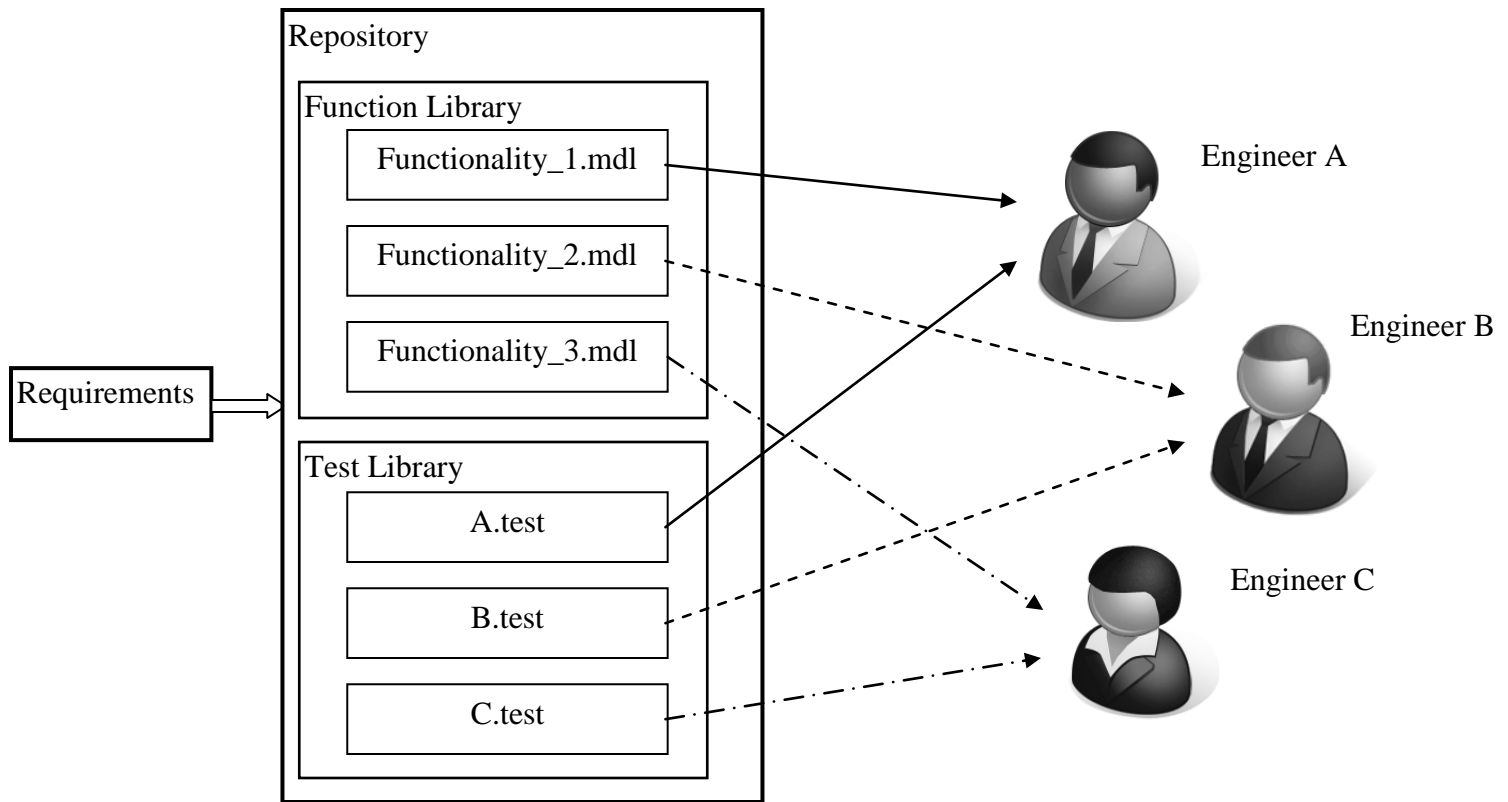 Repository
Function Library
Functionality_1.mdl
Functionality_2.mdl
Functionality_3.mdl
Requirements
Test Library
A.test
B.test
C.test
Engineer A
Engineer B
Engineer C